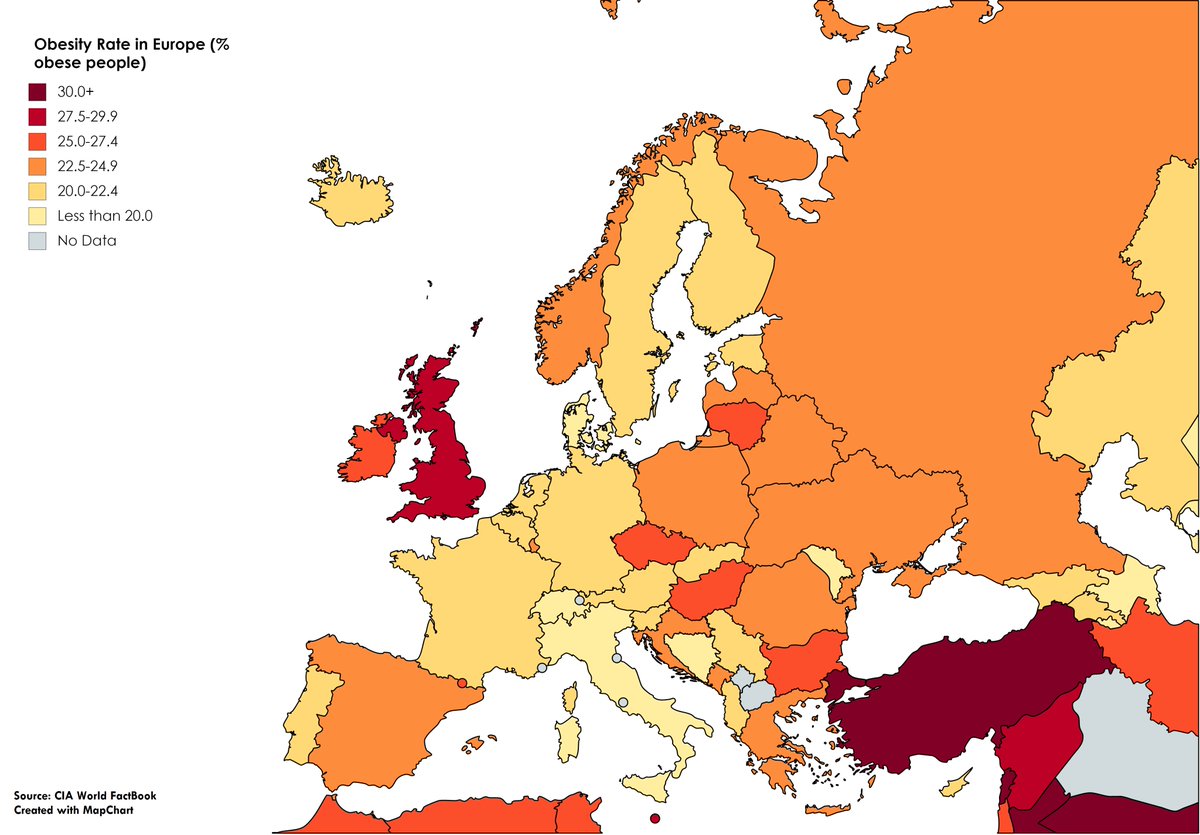 Obesity Rate in Europe (%
obese people)
30.0+
27.5-29.9
25.0-27.4
22.5-24.9
20.0-22.4
Less than 20.0
No Data
Source: CIA World FactBook
Created with MapChart